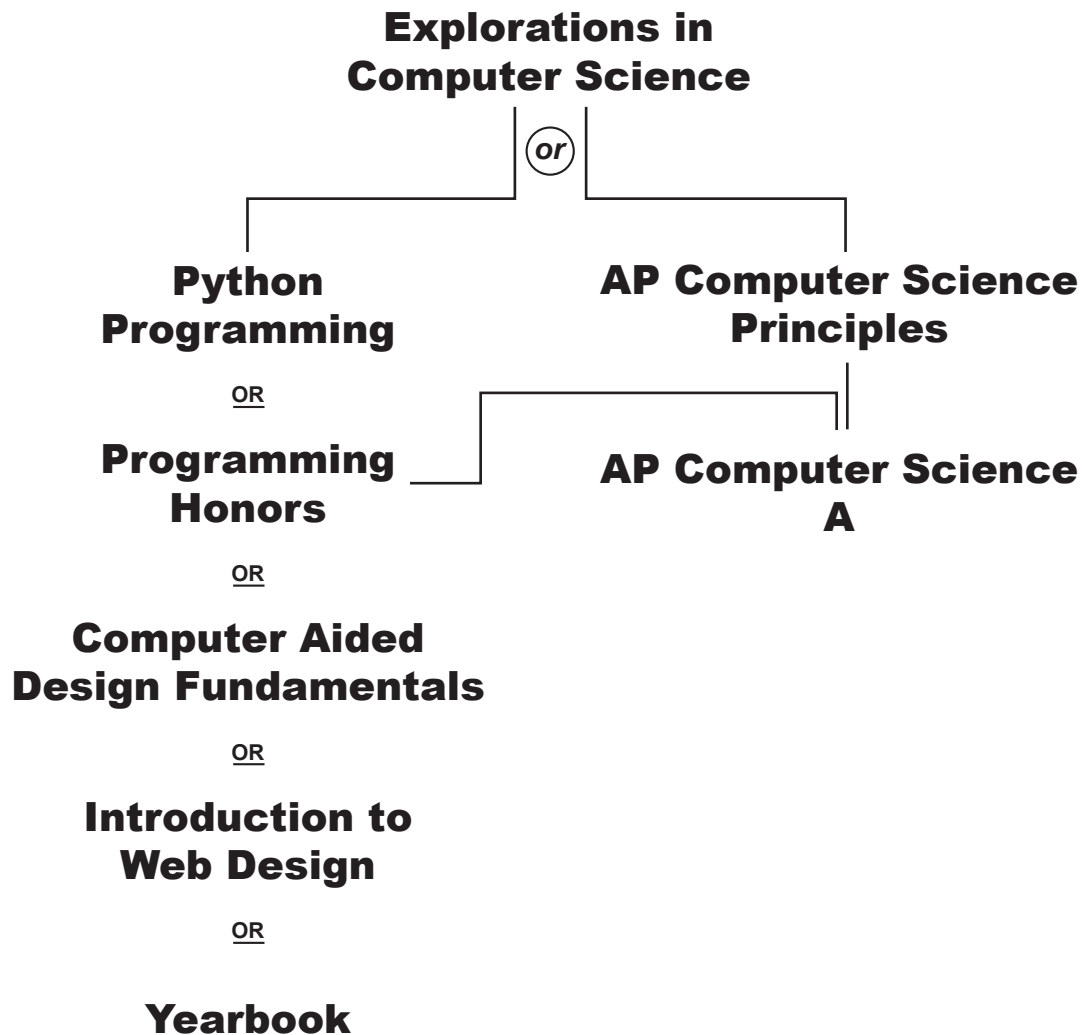 Explorations in
Computer Science
or
Python
Programming
OR
Programming
Honors
OR
Computer Aided
Design Fundamentals
OR
Introduction to
Web Design
OR
Yearbook
AP Computer Science
Principles
AP Computer Science
A